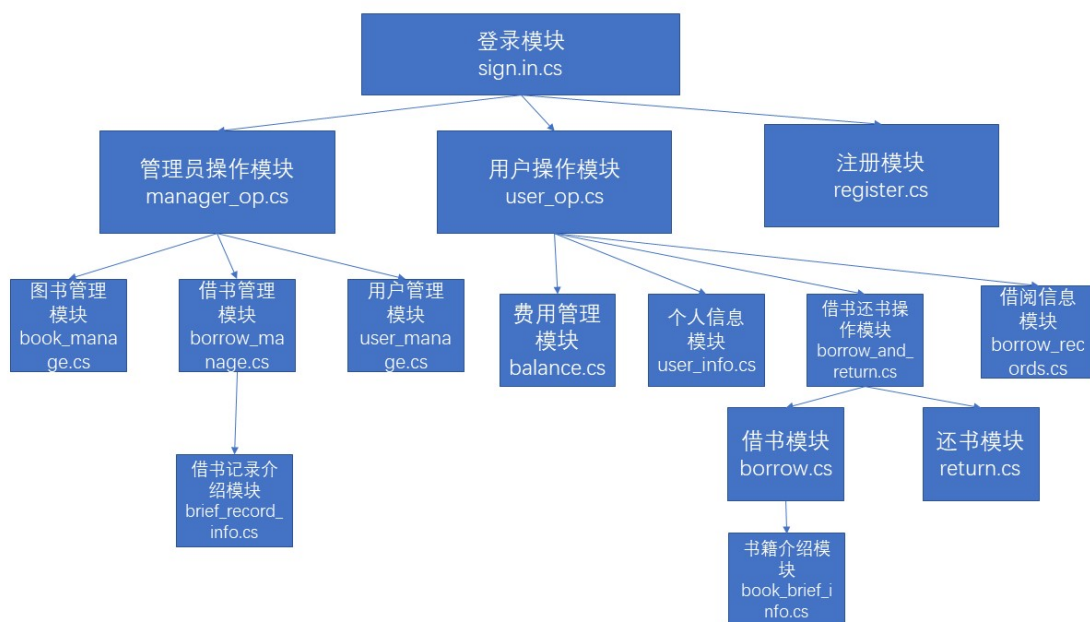 登录模块
sign.in.cs
管理员操作模块
manager_op.cs
用户操作模块
user_op.cs
注册模块
register.cs
图书管理
模块
book_mana
ge.cs
借书管理
模块
borrow_ma
nage.cs
用户管理
模块
user_mana
ge.cs
费用管理
模块
balance.cs
个人信息
模块
user_info.cs
借书还书操
作模块
borrow_and_
return.cs
借阅信息
模块
borrow_rec
ords.cs
借书记录介
绍模块
brief_record_
info.cs
借书模块
borrow.cs
还书模块
return.cs
书籍介绍模
块
book_brief_i
nfo.cs